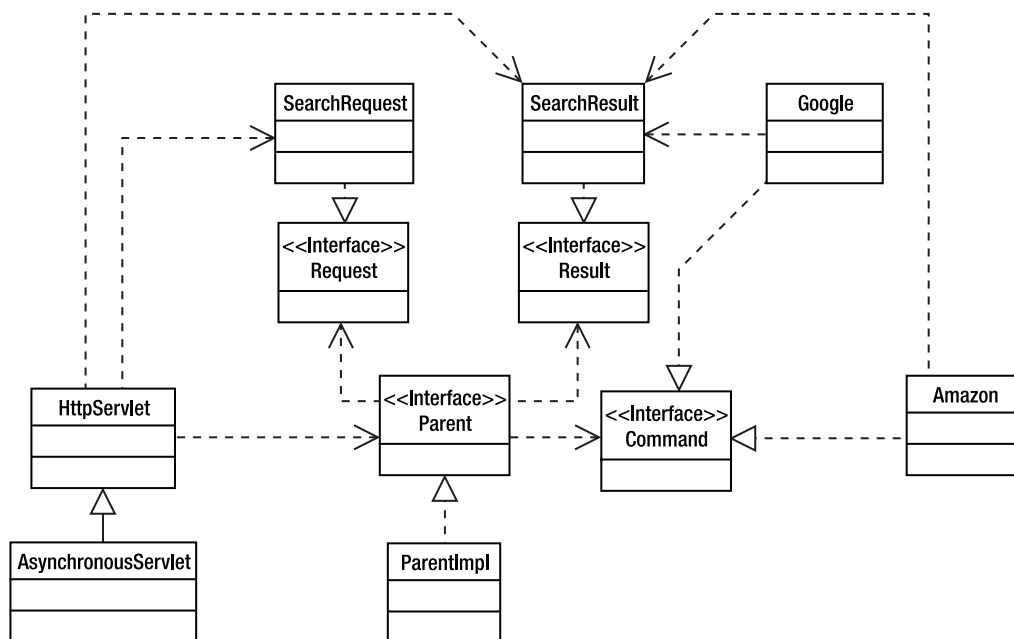 SearchRequest
SearchResult
Google
<<Interface>>
Request
<<Interface>>
Result
HttpServlet
<<Interface>>
Parent
<<Interface>>
Command
Amazon
AsynchronousServlet
ParentImpl